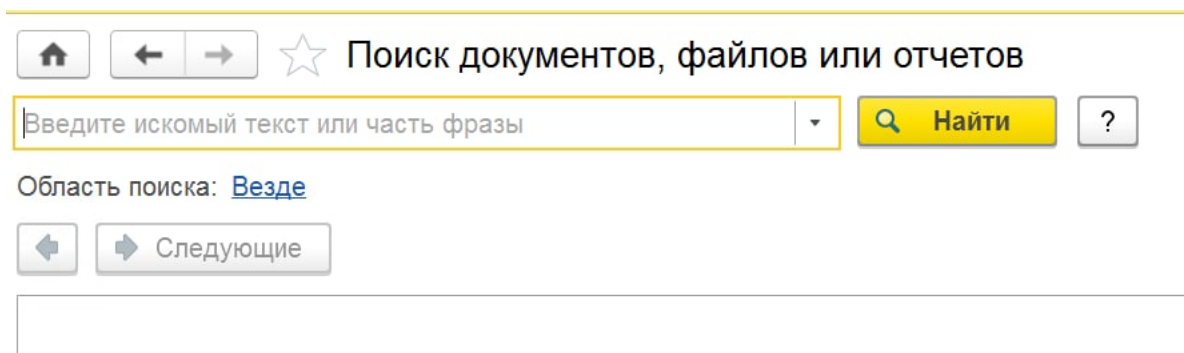 Поиск документов, файлов или отчетов
Введите искомый текст или часть фразы
Найти
?
Область поиска: Везде
Следующие